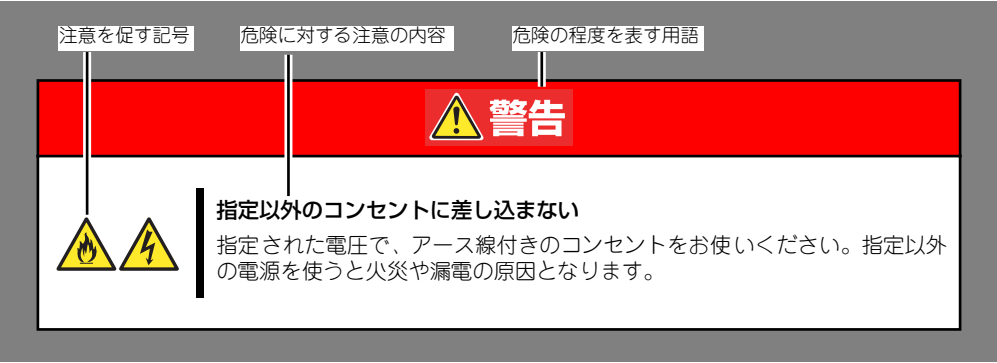 注意を促す記号
危険に対する注意の内容
危険の程度を表す用語
警告
指定以外のコンセントに差し込まない
指定された電圧で、アース線付きのコンセントをお使いください。指定以外
の電源を使うと火災や漏電の原因となります。